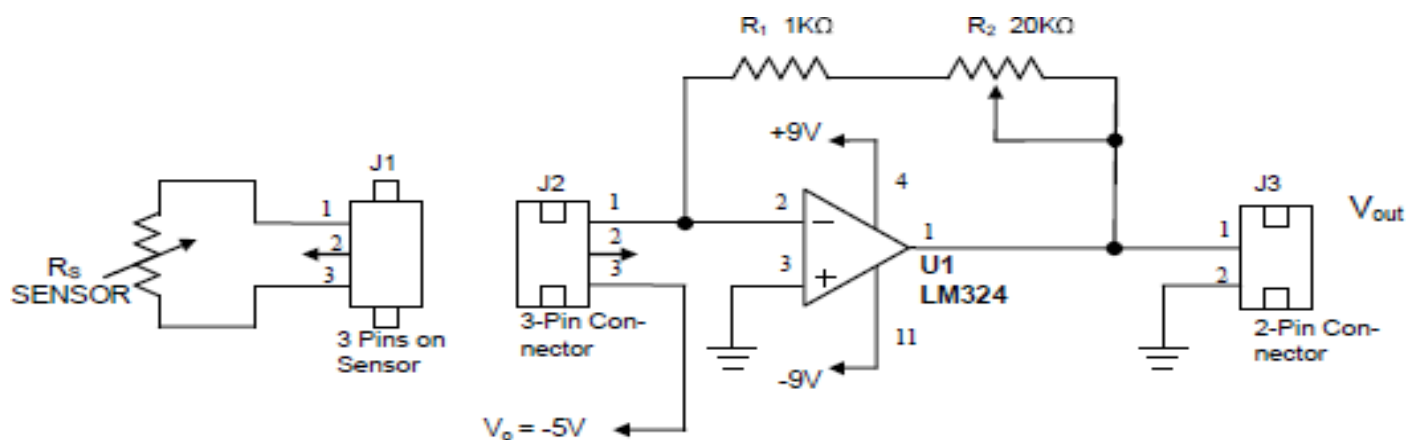 R₁ 1KΩ
R₂ 20KΩ
+9V
J1
J2
4
J3
1
1
2
1
1
Vout
2
2
2
RS
SENSOR
3
3
3
U1
LM324
2
3 Pins on
Sensor
3-Pin Con-
nector
11
2-Pin Con-
nector
-9V
Vo = -5V
− 
+